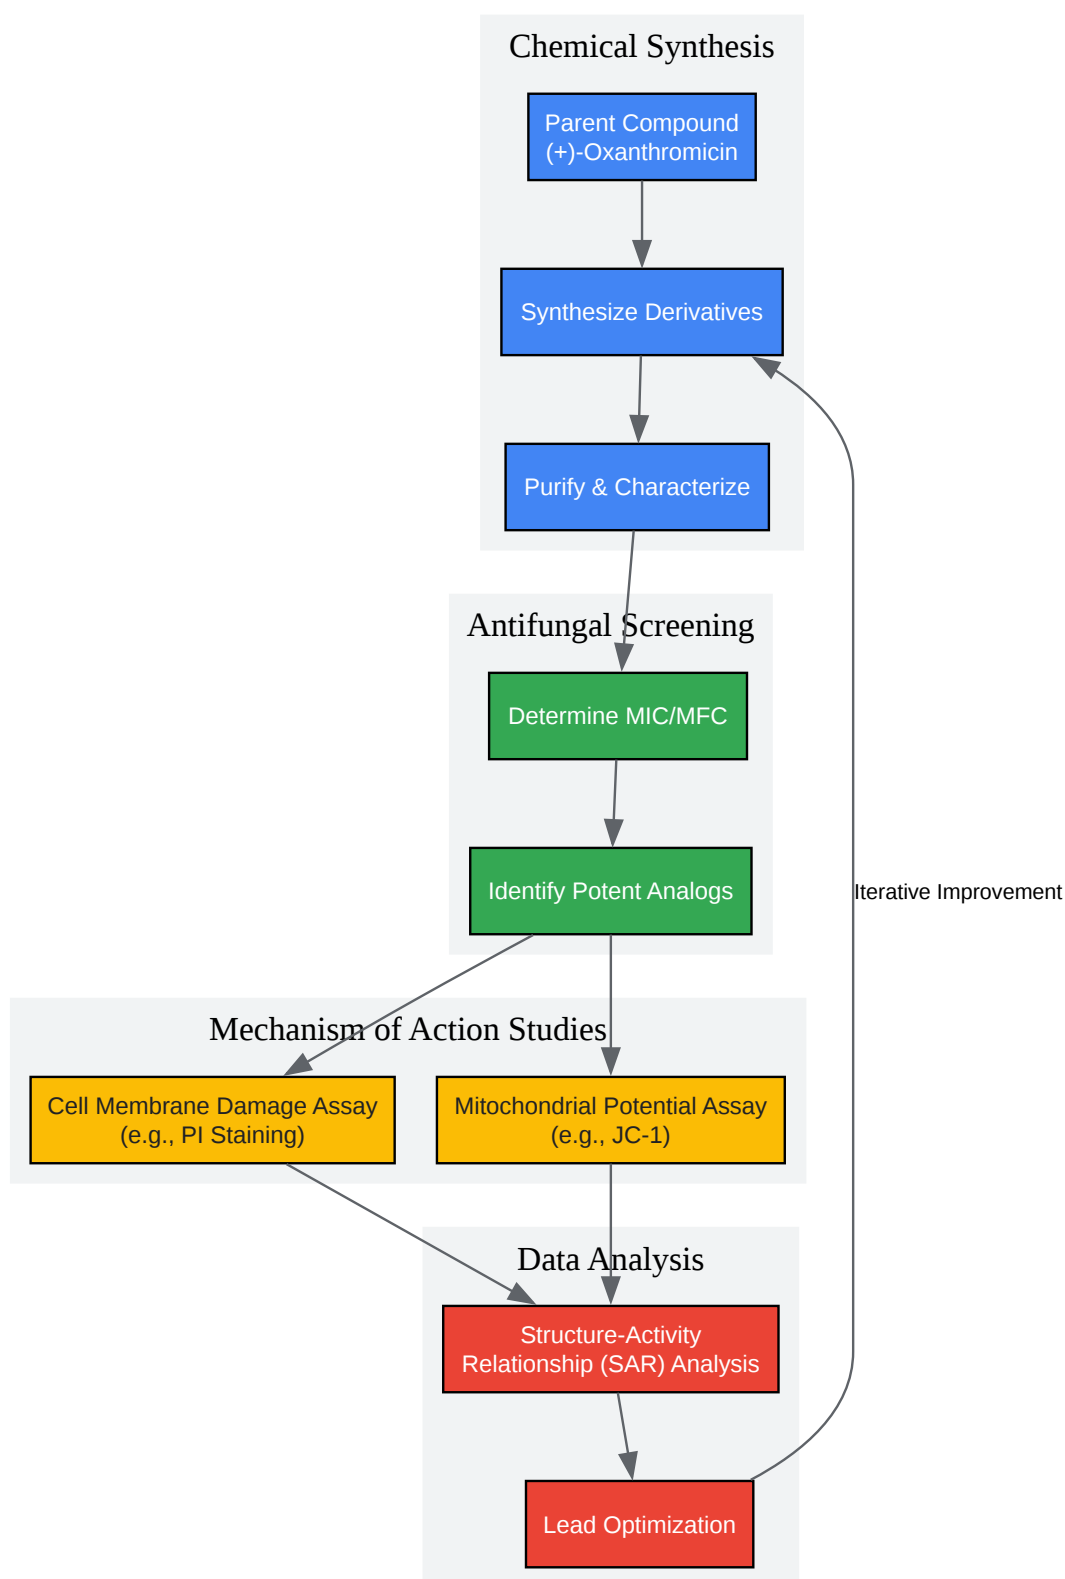 Chemical Synthesis
Parent Compound
(+)-Oxanthromicin
Synthesize Derivatives
Purify & Characterize
Antifungal Screening
Determine MIC/MFC
Identify Potent Analogs
Iterative Improvement
Mechanism of Action Studies
Cell Membrane Damage Assay
(e.g., PI Staining)
Mitochondrial Potential Assay
(e.g., JC-1)
Data Analysis
Structure-Activity
Relationship (SAR) Analysis
Lead Optimization